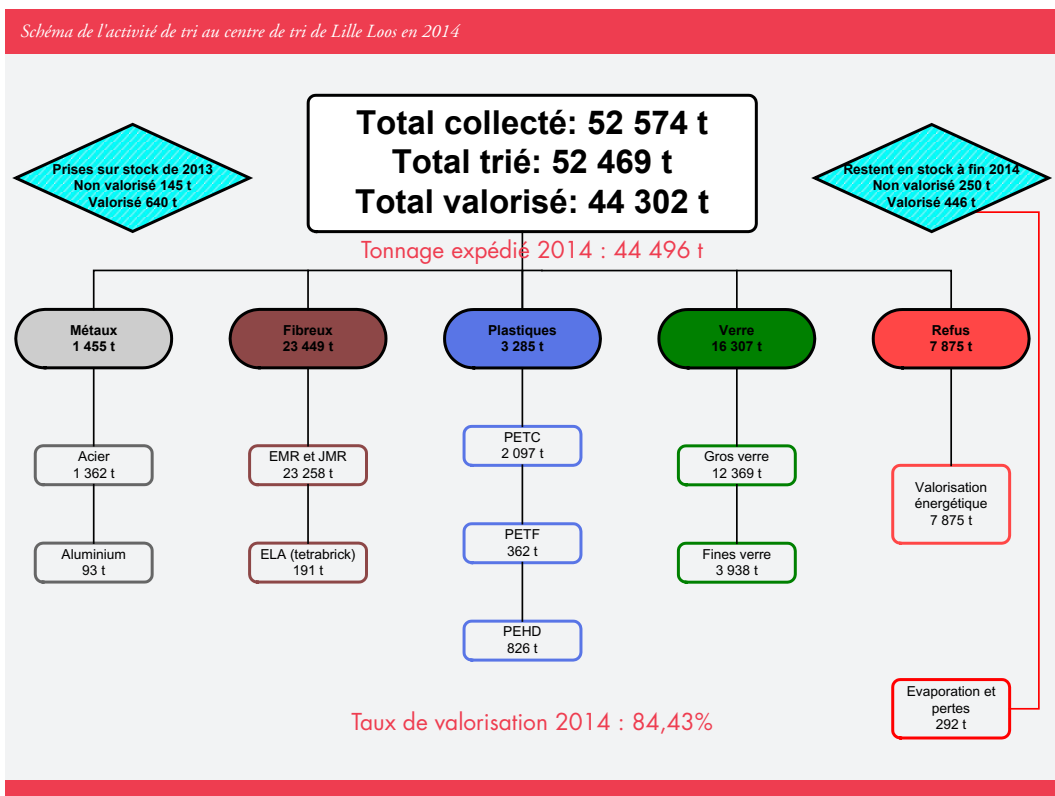 Schéma de l'activité de tri au centre de tri de Lille Loos en 2014
Total collecté: 52 574 t
Total trié: 52 469 t
Total valorisé: 44 302 t
Prises sur stock de 2013
Non valorisé 145 t
Valorisé 640 t
Restent en stock à fin 2014
Non valorisé 250 t
Valorisé 446 t
Tonnage expédié 2014 : 44 496 t
Métaux
1 455 t
Fibreux
23 449 t
Plastiques
3 285 t
Verre
16 307 t
Refus
7 875 t
Acier
1 362 t
Aluminium
93 t
EMR et JMR
23 258 t
ELA (tetrabrick)
191 t
PETC
2 097 t
PETF
362 t
PEHD
826 t
Gros verre
12 369 t
Fines verre
3 938 t
Valorisation
énergétique
7 875 t
Evaporation et
pertes
292 t
Taux de valorisation 2014 : 84,43%